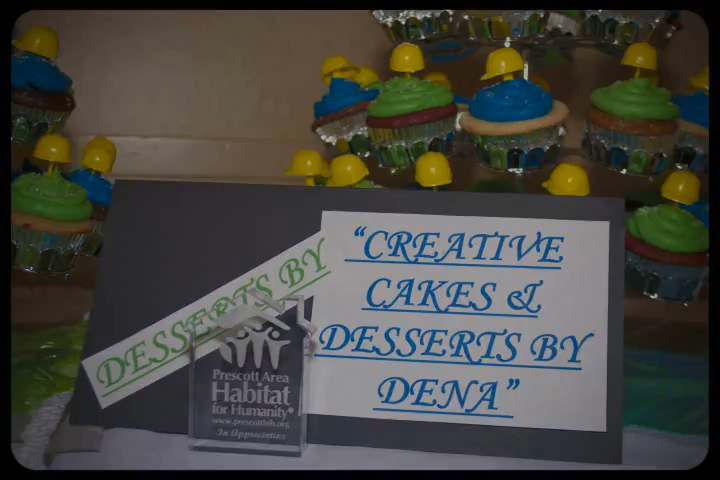 DESSERTS BY
"CREATIVE
CAKES &
DESSERTS BY
DENA"
Prescott Area
Habitat
for Humanity®
www.prescotthfh.org
In Appreciation